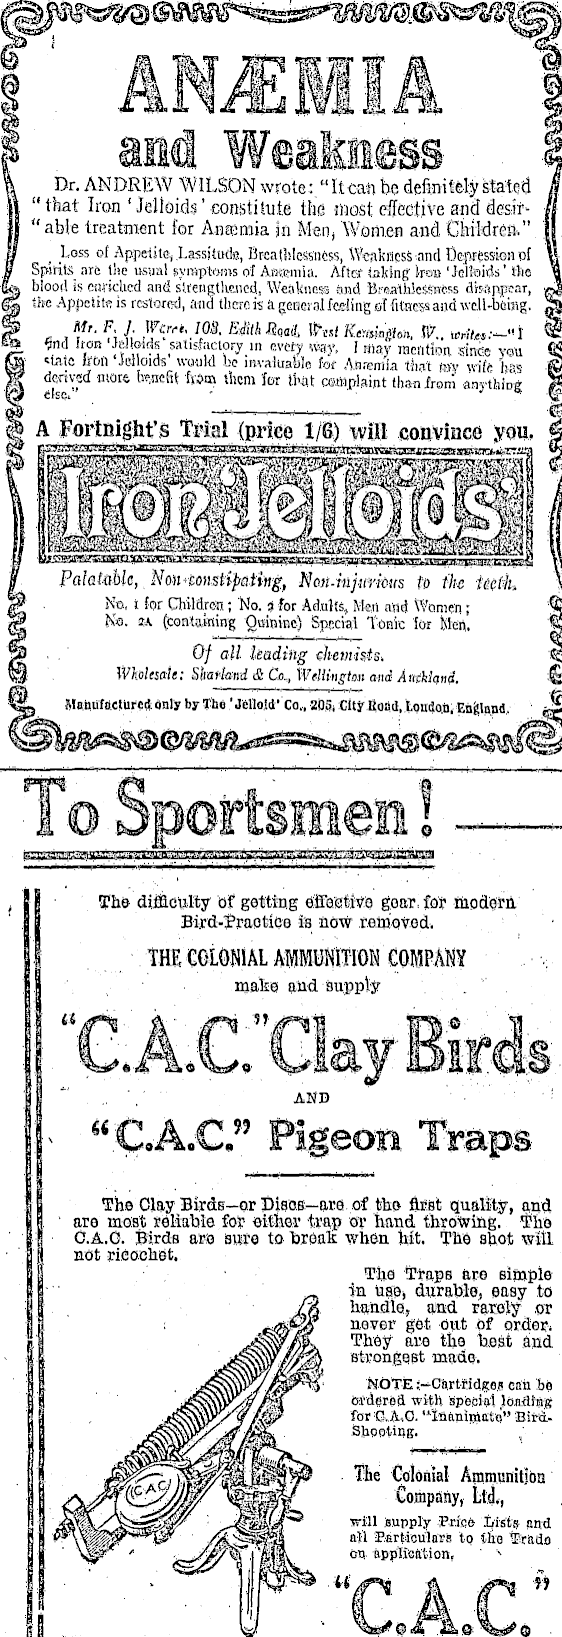 ANÆMIA
and Weakness
Dr. ANDREW WILSON wrote: "It can be definitely stated
"that Iron 'Jelloids' constitute the most effective and desir-
"able treatment for Anæmia in Men, Women and Children."
Loss of Appetite, Lassitude, Breathlessness, Weakness and Depression of
Spirits are the usual symptoms of Anæmia. After taking Iron 'Jelloids' the
blood is enriched and strengthened, Weakness and Breathlessness disappear,
the Appetite is restored, and there is a general feeling of fitness and well-being.
Mr. F. J. Werret, 108, Edith Road, West Kensington, W., writes:—"I
find Iron 'Jelloids' satisfactory in every way. I may mention since you
state Iron 'Jelloids' would be invaluable for Anæmia that my wife has
derived more benefit from them for that complaint than from anything
else."
A Fortnight's Trial (price 1/6) will convince you.
Iron 'Jelloids'
Palatable, Non-constipating, Non-injurious to the teeth.
No. 1 for Children; No. 2 for Adults, Men and Women;
No. 2A (containing Quinine) Special Tonic for Men.
Of all leading chemists.
Wholesale: Sharland & Co., Wellington and Auckland.
Manufactured only by The 'Jelloid' Co., 205, City Road, London, England.
To Sportsmen!
The difficulty of getting effective gear for modern
Bird-Practice is now removed.
THE COLONIAL AMMUNITION COMPANY
make and supply
"C.A.C." Clay Birds
AND
"C.A.C." Pigeon Traps
The Clay Birds—or Discs—are of the first quality, and
are most reliable for either trap or hand throwing. The
C.A.C. Birds are sure to break when hit. The shot will
not ricochet.
The Traps are simple
in use, durable, easy to
handle, and rarely or
never get out of order.
They are the best and
strongest made.
NOTE:—Cartridges can be
ordered with special loading
for C.A.C. "Inanimate" Bird-
Shooting.
C.A.C.
The Colonial Ammunition
Company, Ltd.,
will supply Price Lists and
all Particulars to the Trade
on application.
"C.A.C."